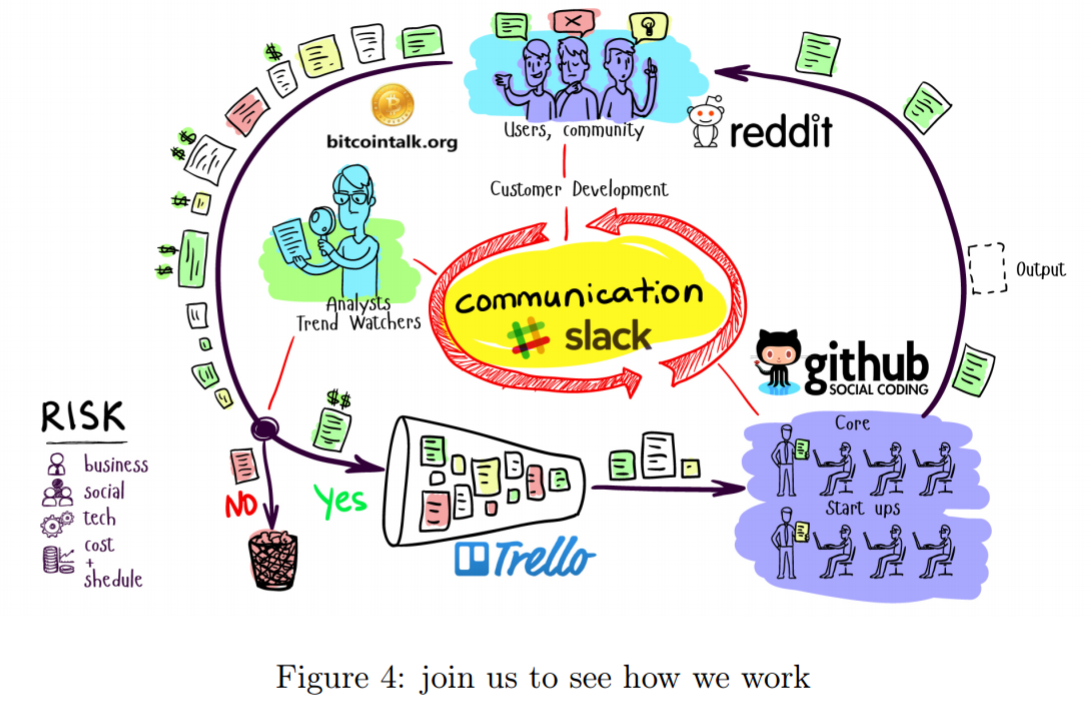 $
$
$
$
$
$
bitcointalk.org
Users, community
reddit
Customer Development
communication
slack
Analysts
Trend Watchers
Output
github
SOCIAL CODING
RISK
business
social
tech
cost
+
shedule
$$
NO
Yes
Trello
Core
Start ups
Figure 4: join us to see how we work